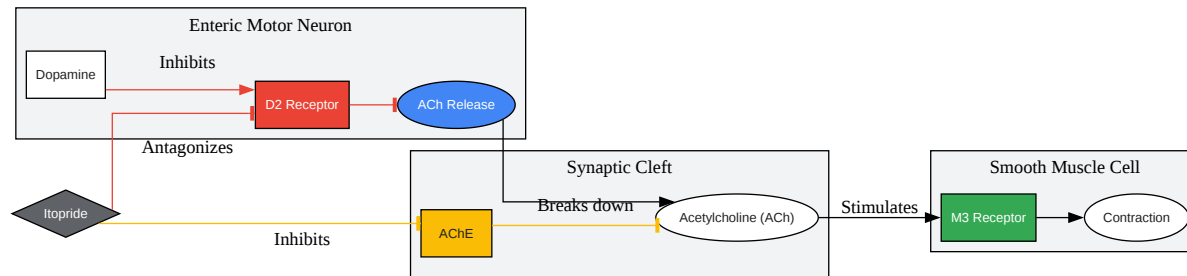 Enteric Motor Neuron
Dopamine
Inhibits
D2 Receptor
ACh Release
Antagonizes
Synaptic Cleft
Smooth Muscle Cell
Itopride
Inhibits
AChE
Breaks down
Acetylcholine (ACh)
Stimulates
M3 Receptor
Contraction